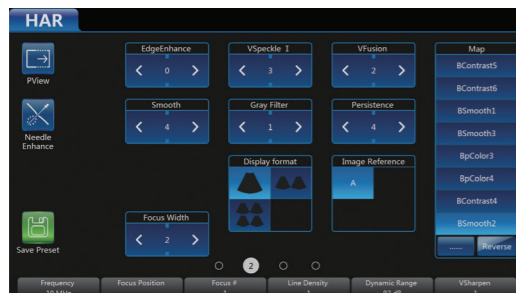 HAR
PView
Needle
Enhance
Save Preset
EdgeEnhance
0
VSpeckle I
3
VFusion
2
Smooth
4
Gray Filter
1
Persistence
4
Display format
Image Reference
A
Focus Width
2
2
Map
BContrast5
BContrast6
BSmooth1
BSmooth3
BpColor3
BpColor4
BContrast4
BSmooth2
......
Reverse
Frequency
Focus Position
Focus #
Line Density
Dynamic Range
VSharpen